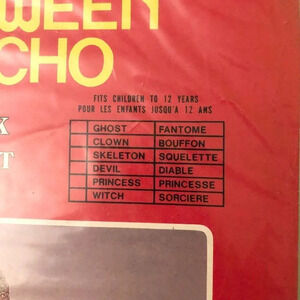 WEEN
CHO
FITS CHILDREN TO 12 YEARS
POUR LES ENFANTS JUSQU'A 12 ANS
K
T
GHOST FANTOME
CLOWN BOUFFON
SKELETON SQUELETTE
DEVIL DIABLE
PRINCESS PRINCESSE
WITCH SORCIERE